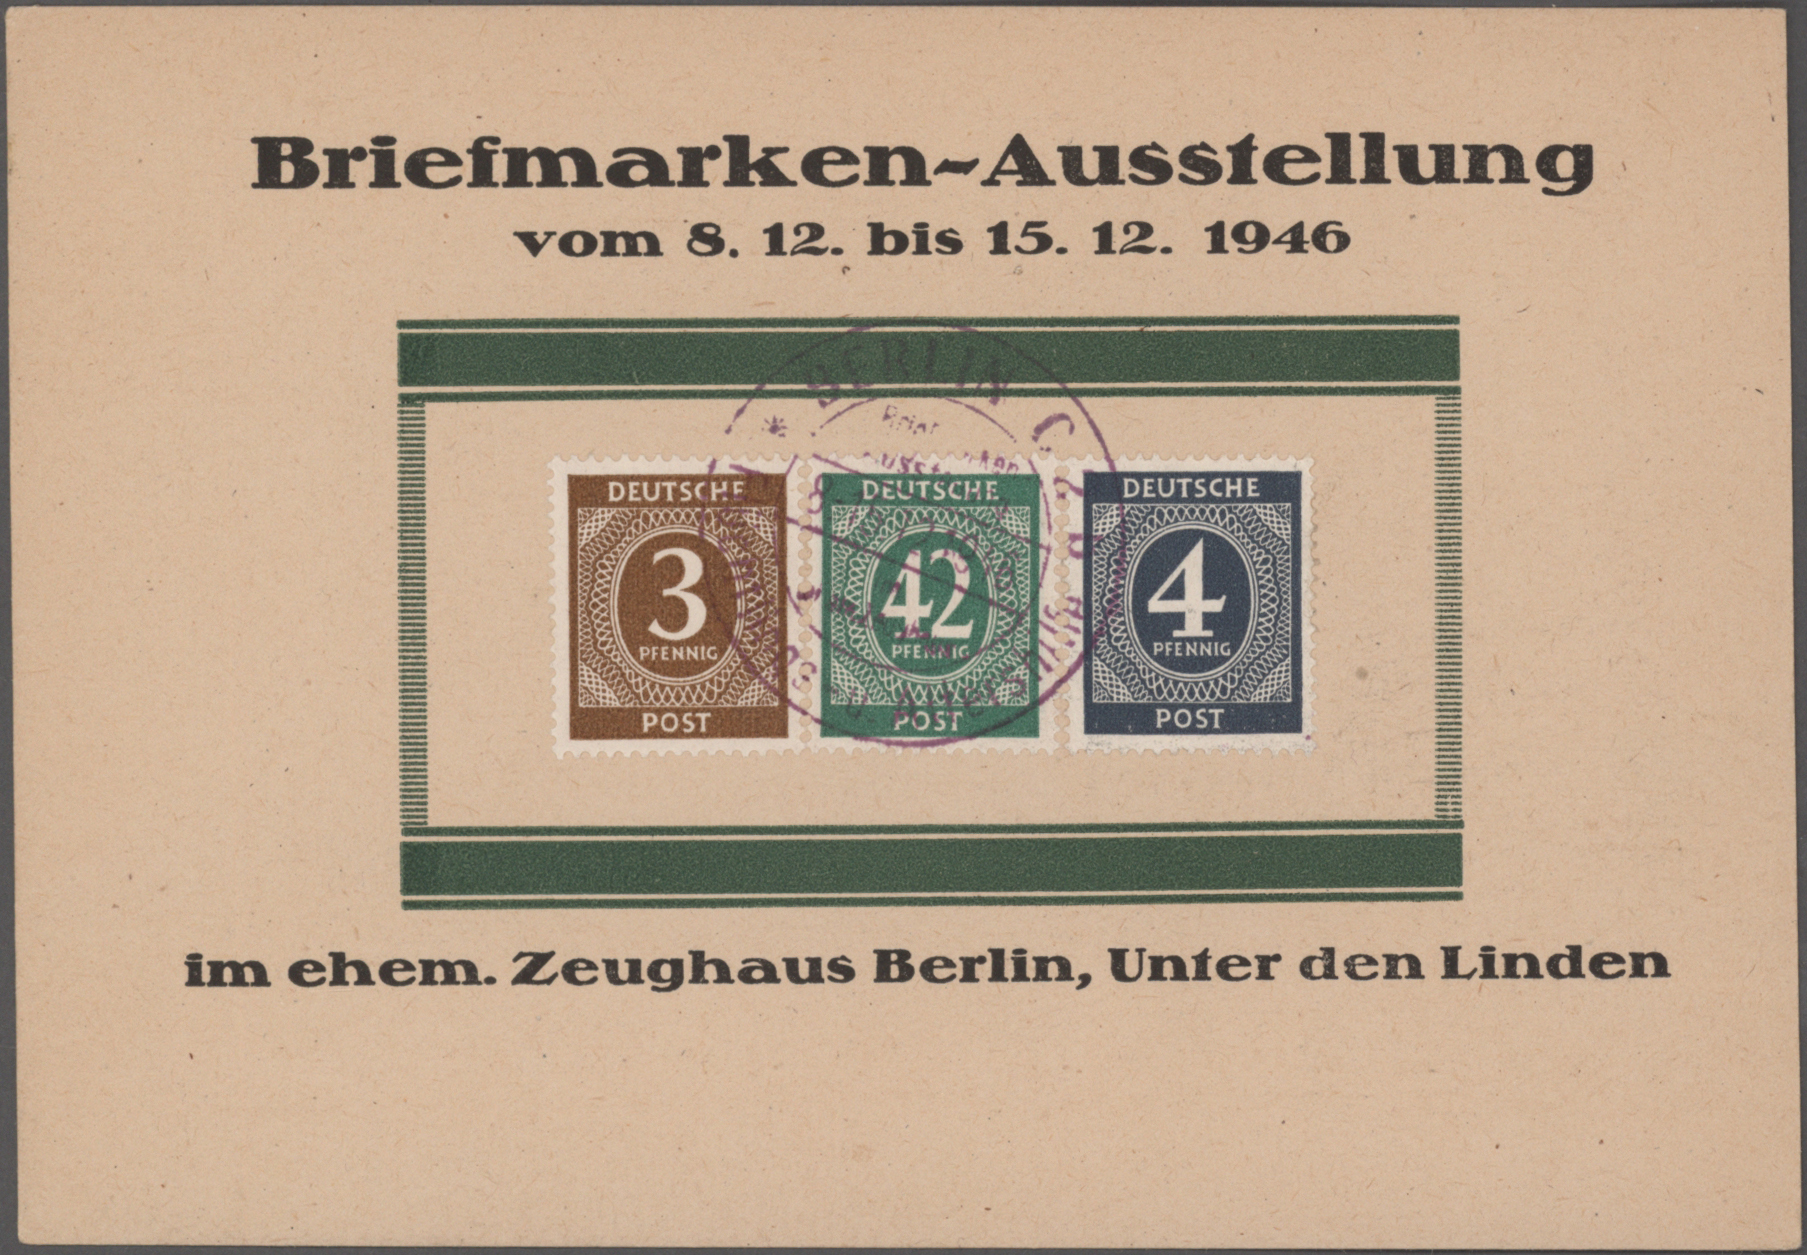 Briefmarken-Ausstellung
vom 8. 12. bis 15. 12. 1946
BERLIN C 2
DEUTSCHE
3
PFENNIG
POST
DEUTSCHE
42
PFENNIG
POST
DEUTSCHE
4
PFENNIG
POST
im ehem. Zeughaus Berlin, Unter den Linden